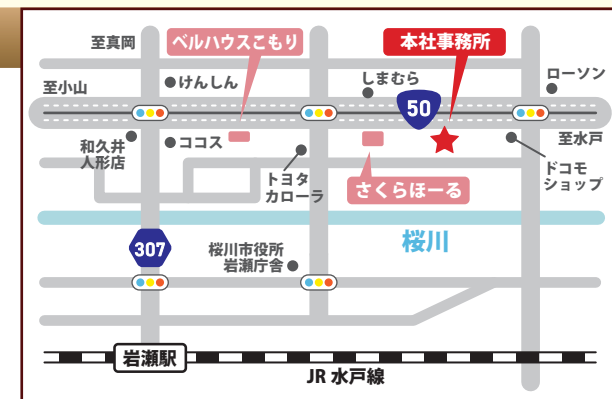 至真岡
ベルハウスこもり
本社事務所
けんしん
しまむら
ローソン
至小山
50
和久井
人形店
ココス
トヨタ
カローラ
さくらほーる
至水戸
ドコモ
ショップ
307
桜川市役所
岩瀬庁舎
桜川
岩瀬駅
JR 水戸線